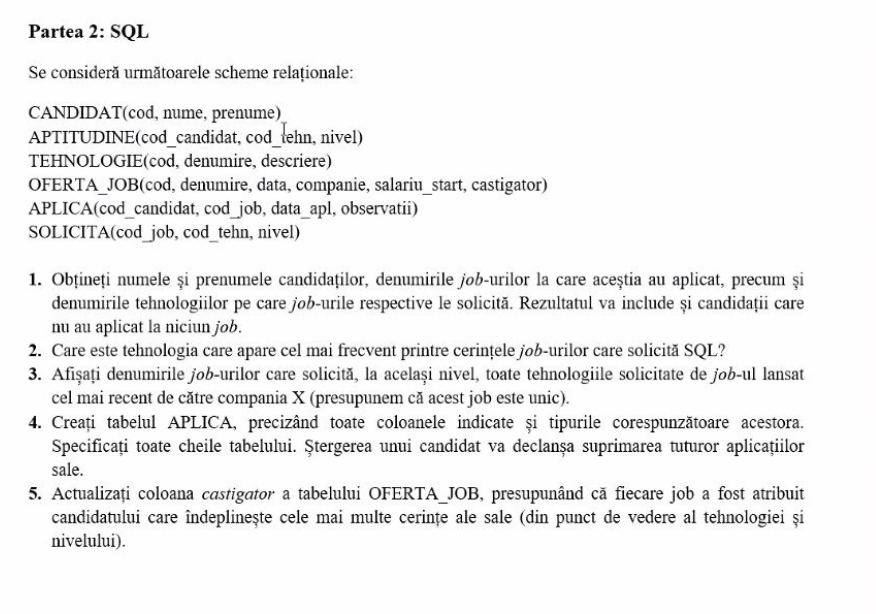 Partea 2: SQL
Se consideră următoarele scheme relaționale:
CANDIDAT(cod, nume, prenume)
APTITUDINE(cod_candidat, cod_tehn, nivel)
TEHNOLOGIE(cod, denumire, descriere)
OFERTA_JOB(cod, denumire, data, companie, salariu_start, castigator)
APLICA(cod_candidat, cod_job, data_apl, observatii)
SOLICITA(cod_job, cod_tehn, nivel)
1. Obțineți numele și prenumele candidaților, denumirile job-urilor la care aceștia au aplicat, precum și
denumirile tehnologiilor pe care job-urile respective le solicită. Rezultatul va include și candidații care
nu au aplicat la niciun job.
2. Care este tehnologia care apare cel mai frecvent printre cerințele job-urilor care solicită SQL?
3. Afișați denumirile job-urilor care solicită, la același nivel, toate tehnologiile solicitate de job-ul lansat
cel mai recent de către compania X (presupunem că acest job este unic).
4. Creați tabelul APLICA, precizând toate coloanele indicate și tipurile corespunzătoare acestora.
Specificați toate cheile tabelului. Ștergerea unui candidat va declanșa suprimarea tuturor aplicațiilor
sale.
5. Actualizați coloana castigator a tabelului OFERTA_JOB, presupunând că fiecare job a fost atribuit
candidatului care îndeplinește cele mai multe cerințe ale sale (din punct de vedere al tehnologiei și
nivelului).